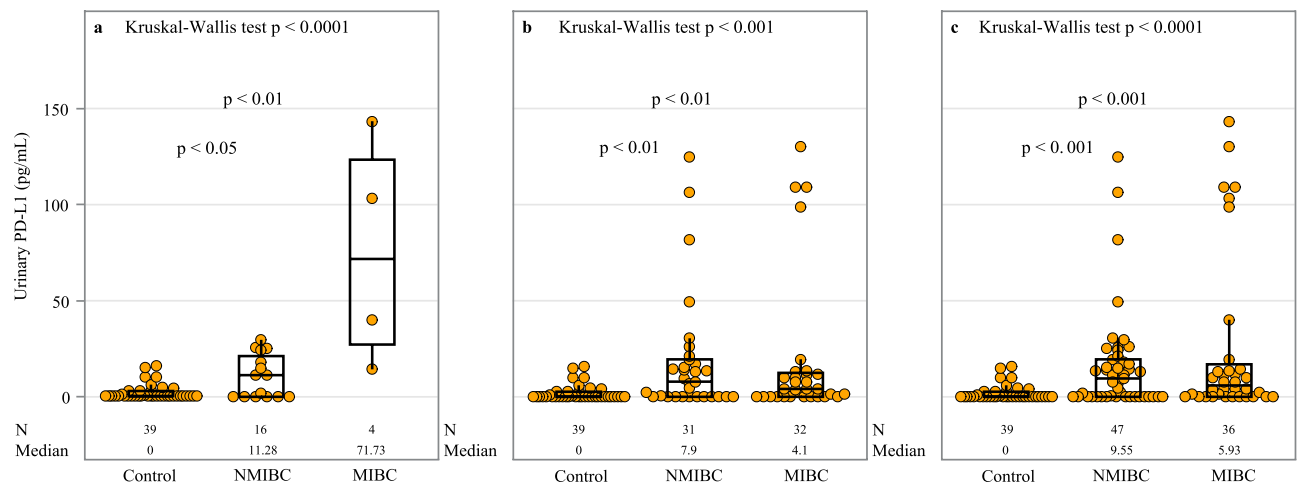 a Kruskal-Wallis test p < 0.0001
p < 0.01
p < 0.05
Urinary PD-L1 (pg/mL)
150
100
50
0
N 39 16 4
Median 0 11.28 71.73
Control NMIBC MIBC
b Kruskal-Wallis test p < 0.001
p < 0.01
p < 0.01
N 39 31 32
Median 0 7.9 4.1
Control NMIBC MIBC
c Kruskal-Wallis test p < 0.0001
p < 0.001
p < 0.001
N 39 47 36
Median 0 9.55 5.93
Control NMIBC MIBC